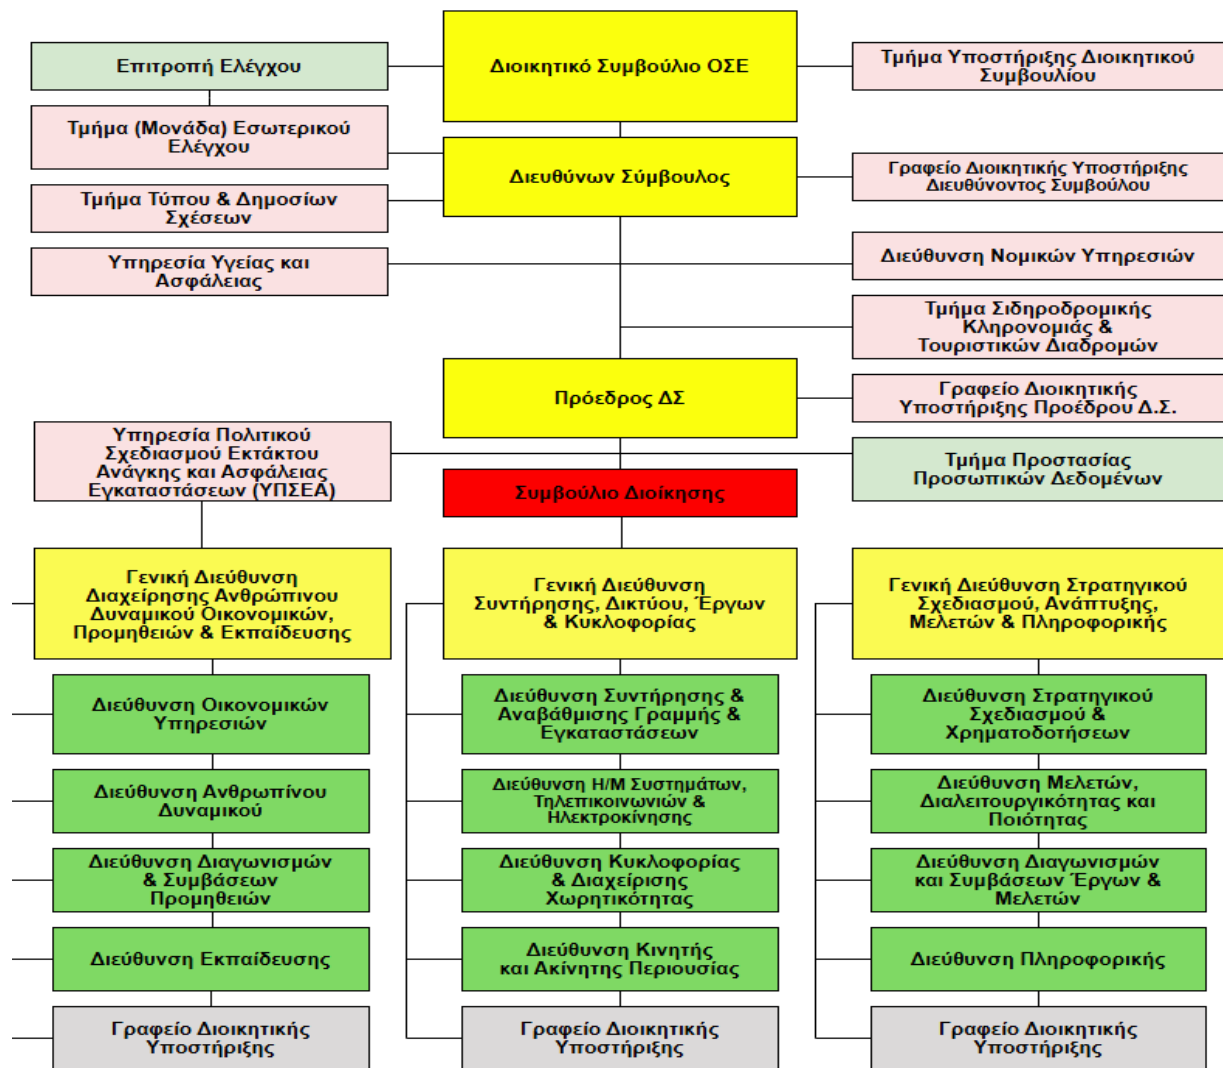 Διοικητικό Συμβούλιο ΟΣΕ
Επιτροπή Ελέγχου
Τμήμα Υποστήριξης Διοικητικού
Συμβουλίου
Τμήμα (Μονάδα) Εσωτερικού
Ελέγχου
Διευθύνων Σύμβουλος
Γραφείο Διοικητικής Υποστήριξης
Διευθύνοντος Συμβούλου
Τμήμα Τύπου & Δημοσίων
Σχέσεων
Υπηρεσία Υγείας και
Ασφάλειας
Διεύθυνση Νομικών Υπηρεσιών
Τμήμα Σιδηροδρομικής
Κληρονομιάς &
Τουριστικών Διαδρομών
Πρόεδρος ΔΣ
Γραφείο Διοικητικής
Υποστήριξης Προέδρου Δ.Σ.
Υπηρεσία Πολιτικού
Σχεδιασμού Εκτάκτου
Ανάγκης και Ασφάλειας
Εγκαταστάσεων (ΥΠΣΕΑ)
Τμήμα Προστασίας
Προσωπικών Δεδομένων
Συμβούλιο Διοίκησης
Γενική Διεύθυνση
Διαχείρησης Ανθρώπινου
Δυναμικού Οικονομικών,
Προμηθειών & Εκπαίδευσης
Διεύθυνση Οικονομικών
Υπηρεσιών
Διεύθυνση Ανθρωπίνου
Δυναμικού
Διεύθυνση Διαγωνισμών
& Συμβάσεων
Προμηθειών
Διεύθυνση Εκπαίδευσης
Γραφείο Διοικητικής
Υποστήριξης
Γενική Διεύθυνση
Συντήρησης, Δικτύου, Έργων
& Κυκλοφορίας
Διεύθυνση Συντήρησης &
Αναβάθμισης Γραμμής &
Εγκαταστάσεων
Διεύθυνση Η/Μ Συστημάτων,
Τηλεπικοινωνιών &
Ηλεκτροκίνησης
Διεύθυνση Κυκλοφορίας
& Διαχείρισης
Χωρητικότητας
Διεύθυνση Κινητής
και Ακίνητης Περιουσίας
Γραφείο Διοικητικής
Υποστήριξης
Γενική Διεύθυνση Στρατηγικού
Σχεδιασμού, Ανάπτυξης,
Μελετών & Πληροφορικής
Διεύθυνση Στρατηγικού
Σχεδιασμού &
Χρηματοδοτήσεων
Διεύθυνση Μελετών,
Διαλειτουργικότητας και
Ποιότητας
Διεύθυνση Διαγωνισμών
και Συμβάσεων Έργων &
Μελετών
Διεύθυνση Πληροφορικής
Γραφείο Διοικητικής
Υποστήριξης